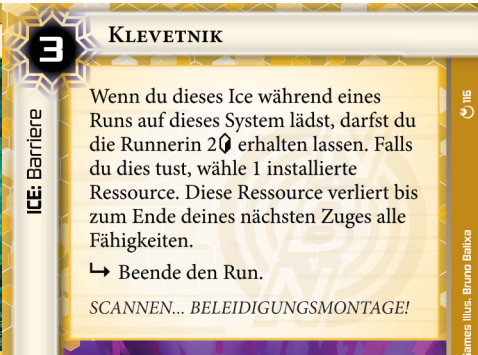 3
KLEVETNIK
ICE: Barriere
Wenn du dieses Ice während eines
Runs auf dieses System lädst, darfst du
die Runnerin 2 erhalten lassen. Falls
du dies tust, wähle 1 installierte
Ressource. Diese Ressource verliert bis
zum Ende deines nächsten Zuges alle
Fähigkeiten.
↳ Beende den Run.
SCANNEN... BELEIDIGUNGSMONTAGE!
116
Games Illus. Bruno Balixa